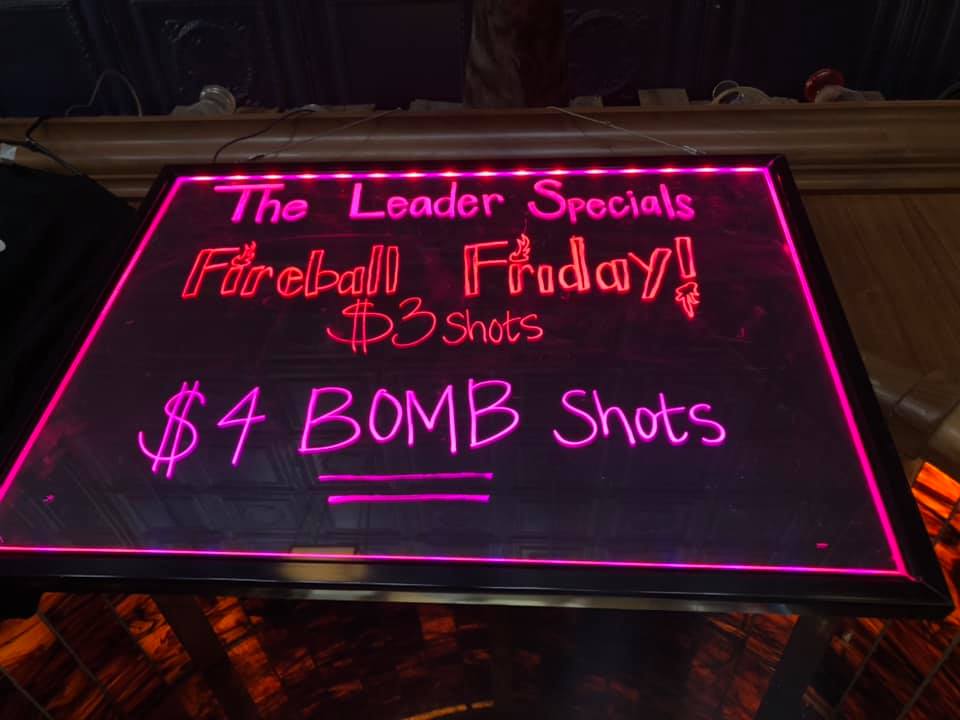 The Leader Specials
Fireball Friday!
$3 shots
$4 BOMB Shots